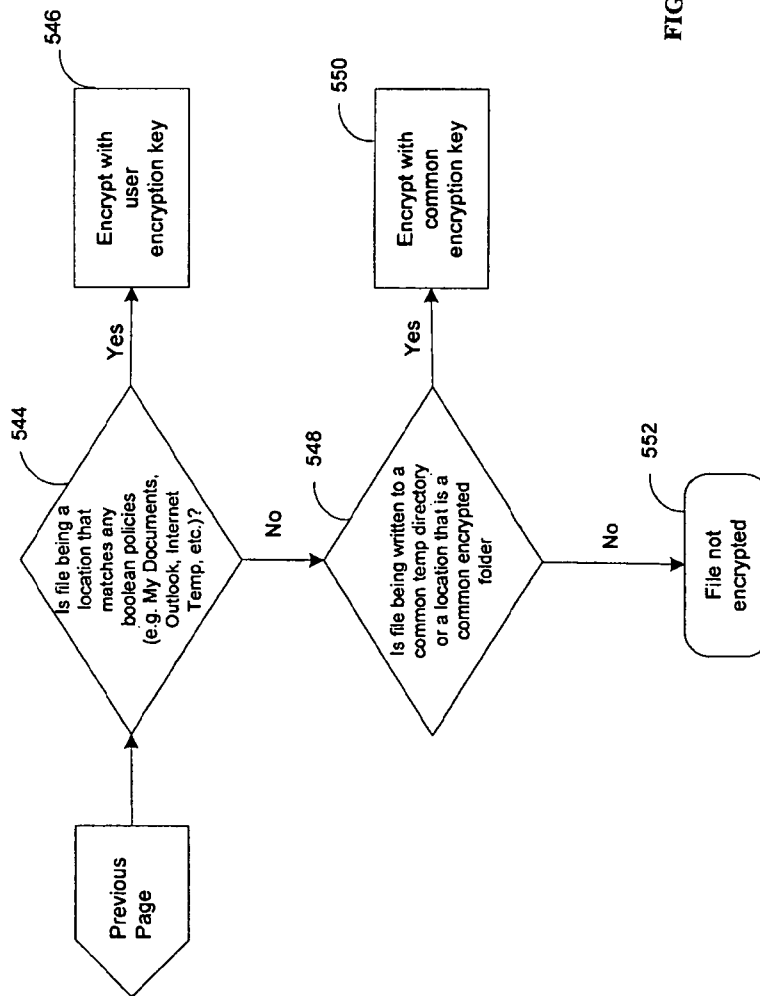 Previous
Page
544
Is file being a
location that
matches any
boolean policies
(e.g. My Documents,
Outlook, Internet
Temp, etc.)?
Yes
546
Encrypt with
user
encryption key
No
548
Is file being written to a
common temp directory
or a location that is a
common encrypted
folder
Yes
550
Encrypt with
common
encryption key
No
552
File not
encrypted
FIG